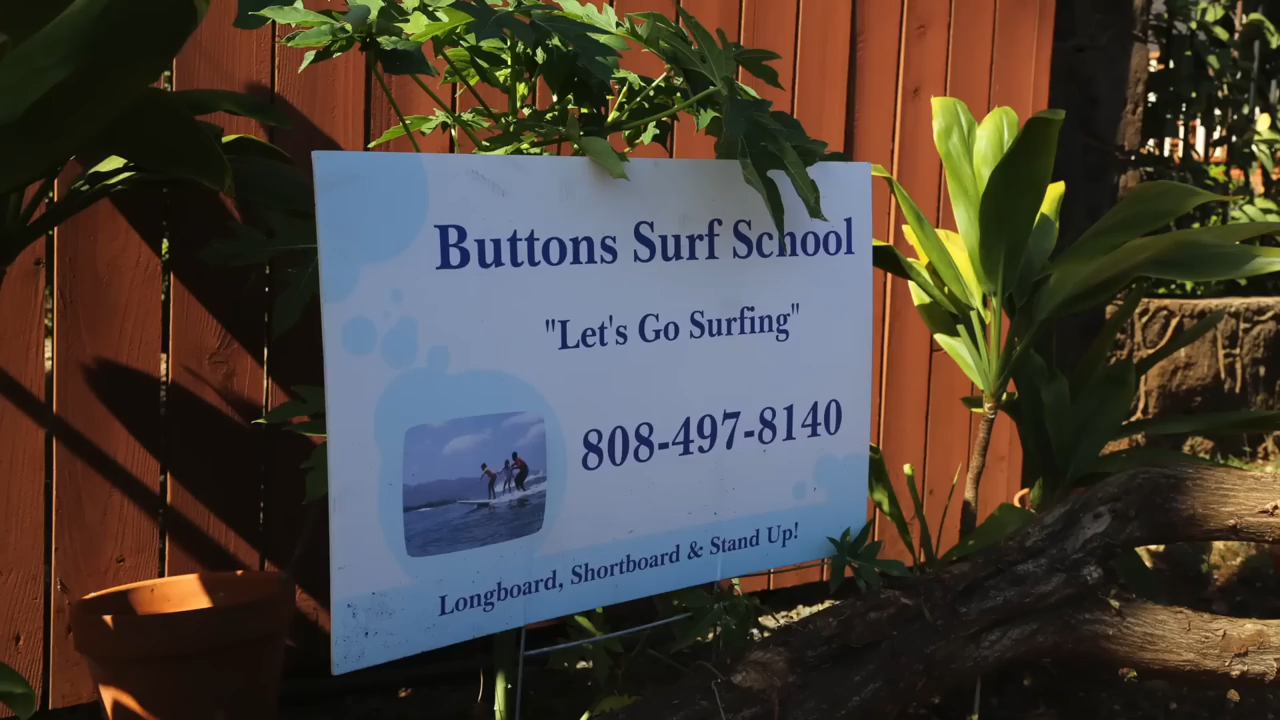 Buttons Surf School
"Let's Go Surfing"
808-497-8140
Longboard, Shortboard & Stand Up!